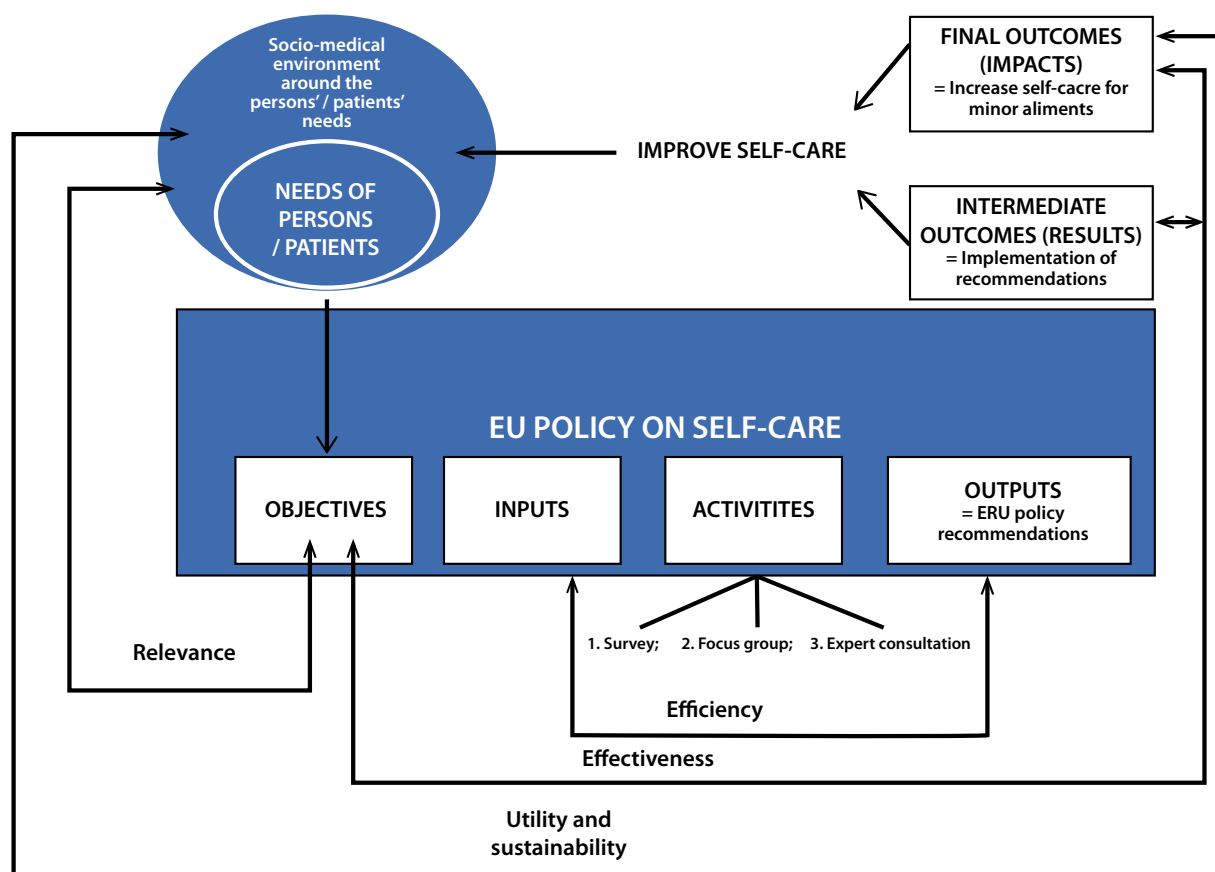 Socio-medical
environment
around the
persons' / patients'
needs
NEEDS OF
PERSONS
/ PATIENTS
IMPROVE SELF-CARE
FINAL OUTCOMES
(IMPACTS)
= Increase self-cacre for
minor aliments
INTERMEDIATE
OUTCOMES (RESULTS)
= Implementation of
recommendations
EU POLICY ON SELF-CARE
OBJECTIVES
INPUTS
ACTIVITITES
OUTPUTS
= ERU policy
recommendations
1. Survey; 2. Focus group; 3. Expert consultation
Relevance
Efficiency
Effectiveness
Utility and
sustainability